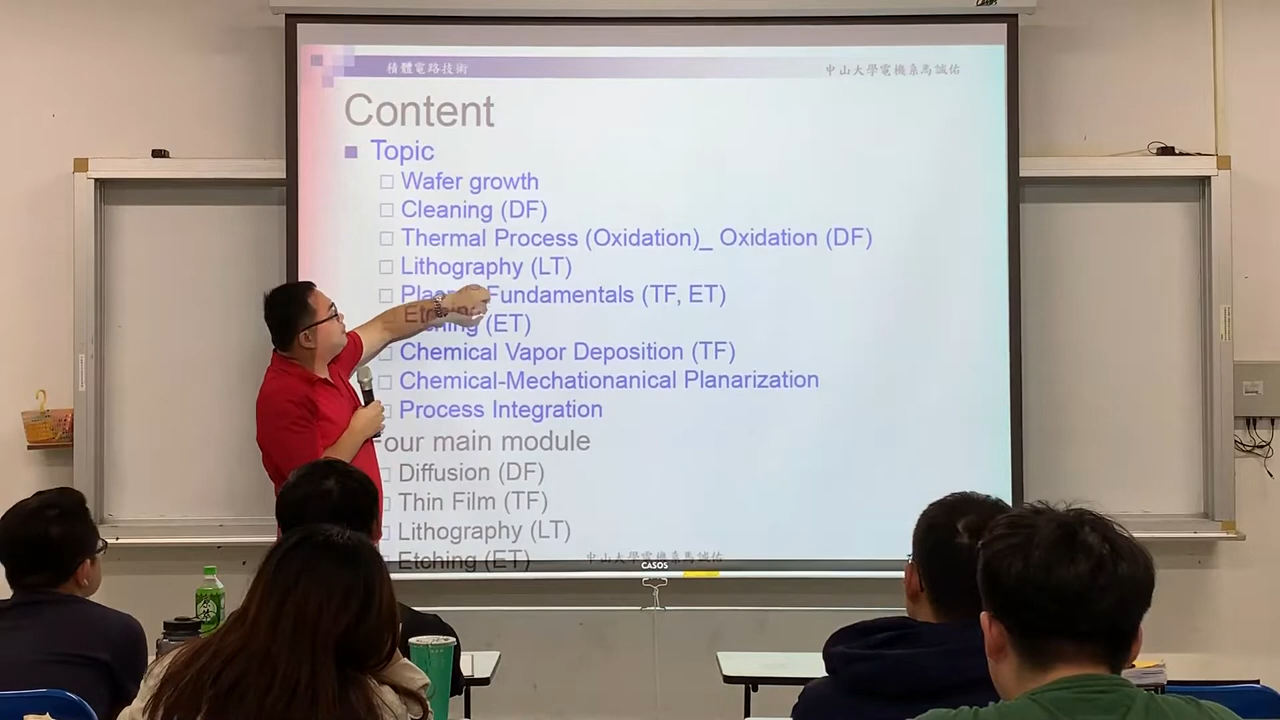 積體電路技術
中山大學電機系馬誠佑
Content
Topic
Wafer growth
Cleaning (DF)
Thermal Process (Oxidation)_ Oxidation (DF)
Lithography (LT)
Fundamentals (TF, ET)
Etching (ET)
Chemical Vapor Deposition (TF)
Chemical-Mechationanical Planarization
Process Integration
Four main module
Diffusion (DF)
Thin Film (TF)
Lithography (LT)
Etching (ET)
中山大學電機系馬誠佑
CASOS